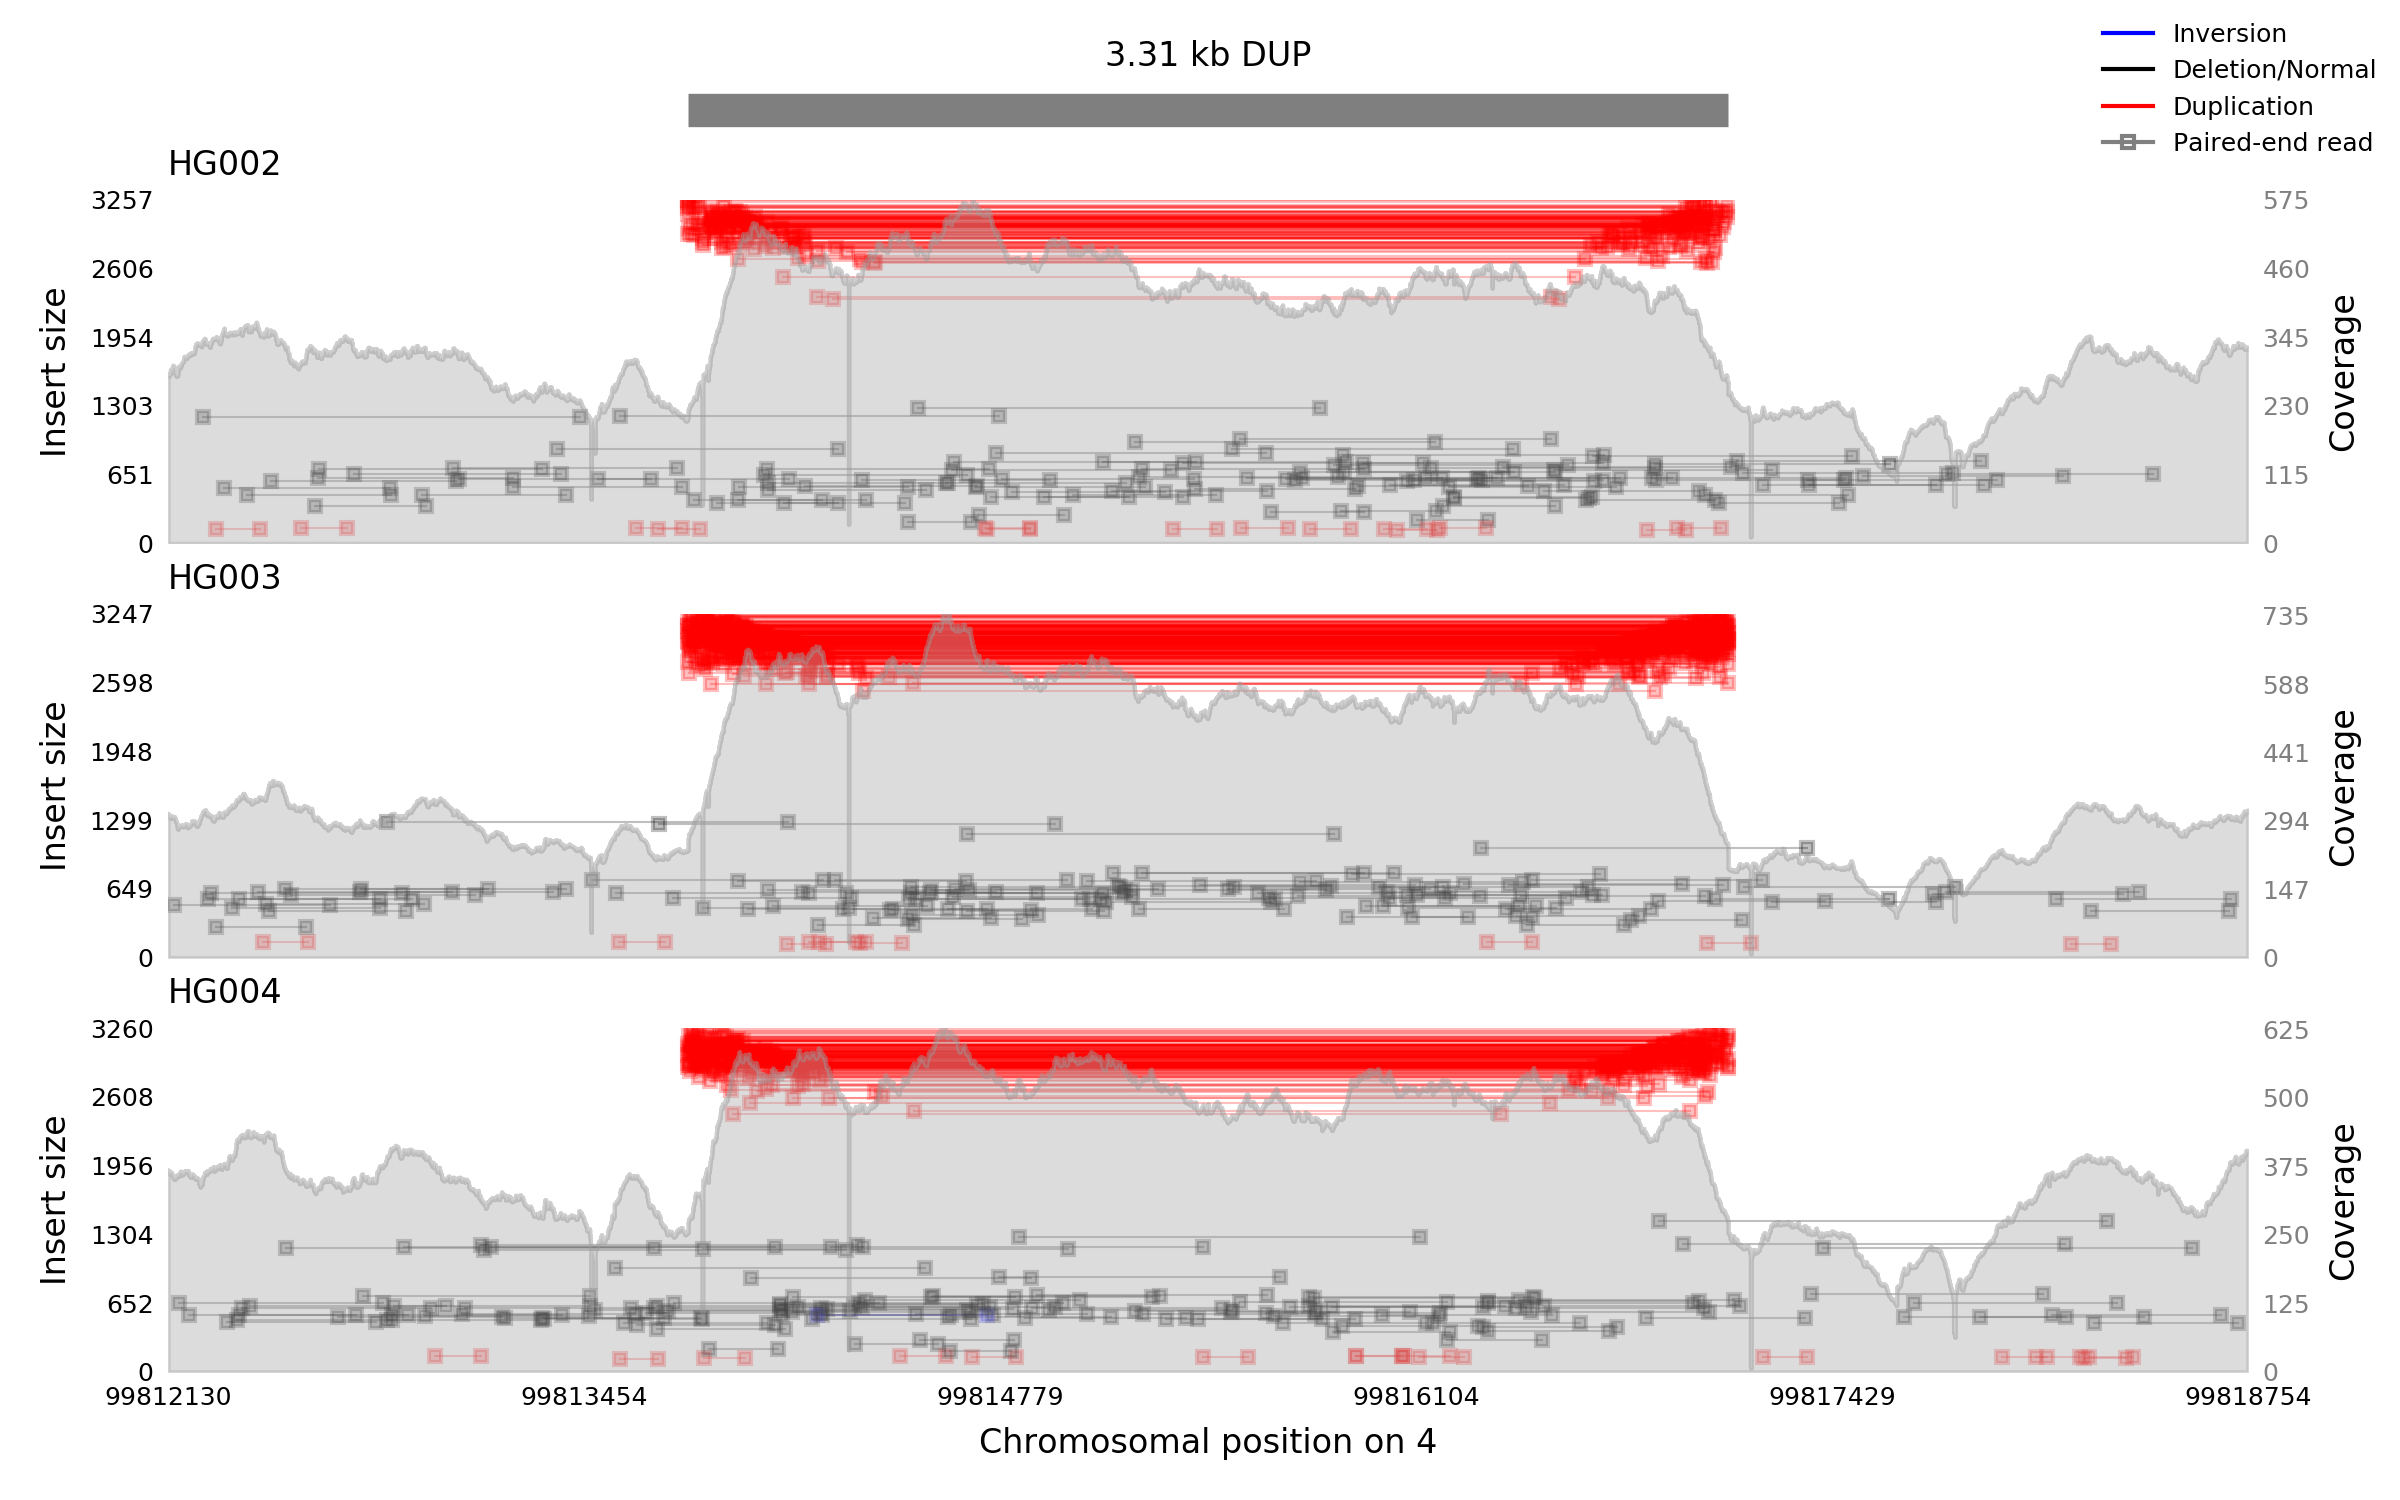 3.31 kb DUP
Inversion
Deletion/Normal
Duplication
Paired-end read
HG002
3257
2606
1954
1303
651
0
Insert size
575
460
345
230
115
0
Coverage
HG003
3247
2598
1948
1299
649
0
Insert size
735
588
441
294
147
0
Coverage
HG004
3260
2608
1956
1304
652
0
Insert size
625
500
375
250
125
0
Coverage
99812130 99813454 99814779 99816104 99817429 99818754
Chromosomal position on 4